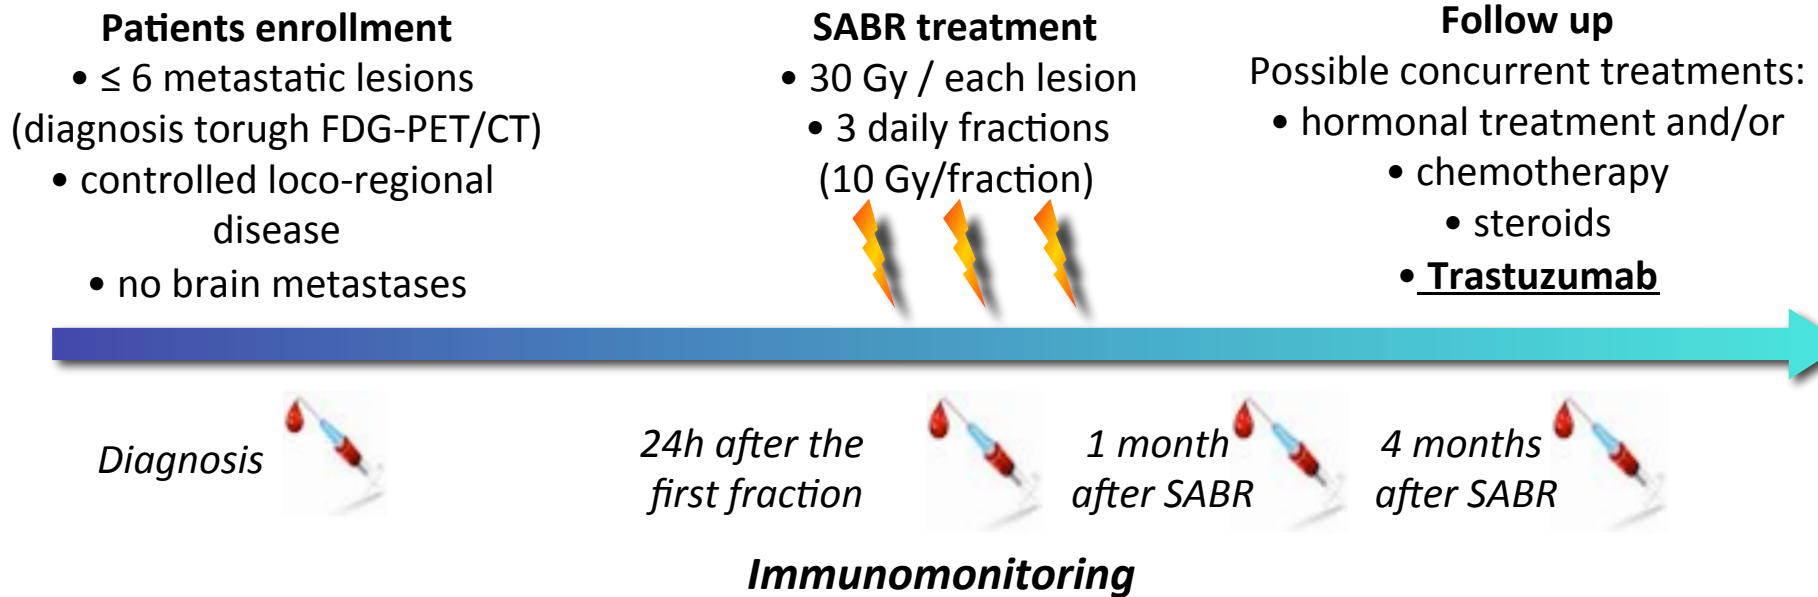 Patients enrollment
• ≤ 6 metastatic lesions
(diagnosis torugh FDG-PET/CT)
• controlled loco-regional
disease
• no brain metastases
SABR treatment
• 30 Gy / each lesion
• 3 daily fractions
(10 Gy/fraction)
Follow up
Possible concurrent treatments:
• hormonal treatment and/or
• chemotherapy
• steroids
• Trastuzumab
Diagnosis
24h after the
first fraction
1 month
after SABR
4 months
after SABR
Immunomonitoring